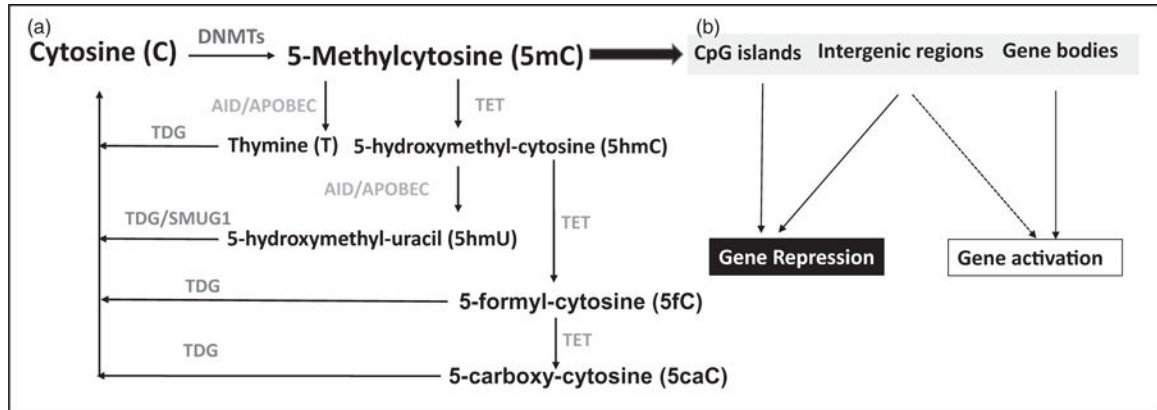 (a)
(b)
Cytosine (C)
DNMTs
5-Methylcytosine (5mC)
CpG islands
Intergenic regions
Gene bodies
AID/APOBEC
TET
TDG
Thymine (T)
5-hydroxymethyl-cytosine (5hmC)
AID/APOBEC
TDG/SMUG1
5-hydroxymethyl-uracil (5hmU)
TET
Gene Repression
Gene activation
TDG
5-formyl-cytosine (5fC)
TET
TDG
5-carboxy-cytosine (5caC)